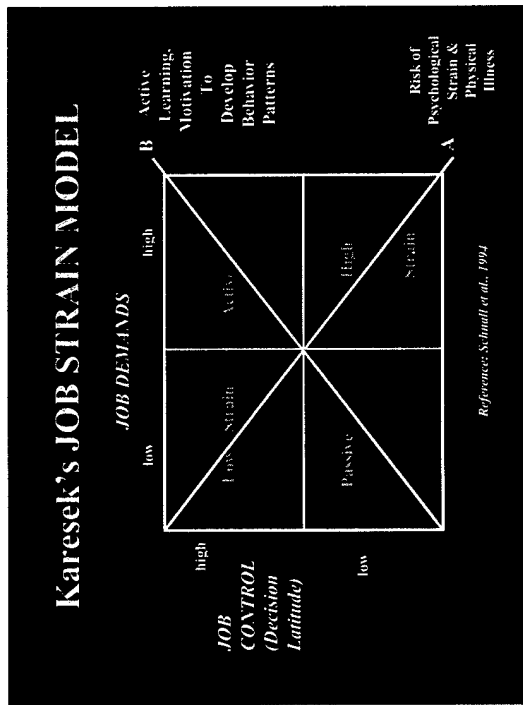 Karesek's JOB STRAIN MODEL
JOB DEMANDS
low
high
B
Active
Learning,
Motivation
To
Develop
Behavior
Patterns
JOB
CONTROL
(Decision
Latitude)
high
low
Low Strain
Active
Passive
High
Strain
A
Risk of
Psychological
Strain &
Physical
Illness
Reference: Schnall et al., 1994